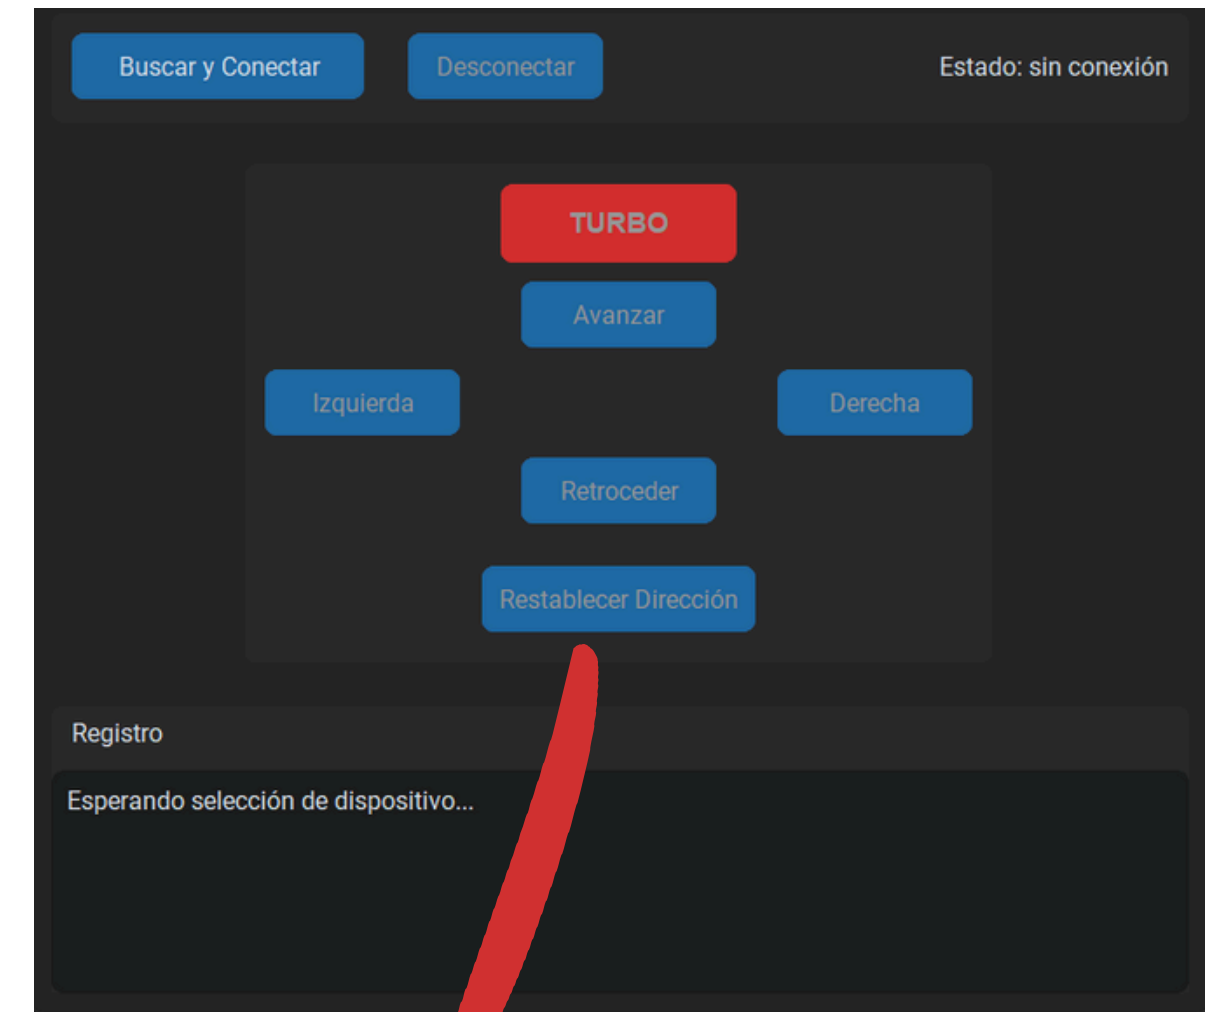 Buscar y Conectar
Desconectar
Estado: sin conexión
TURBO
Avanzar
Izquierda
Derecha
Retroceder
Restablecer Dirección
Registro
Esperando selección de dispositivo...